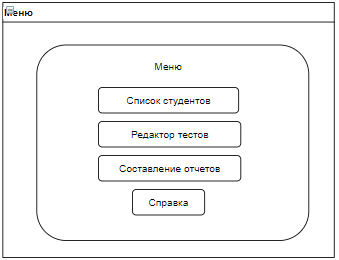 Меню
Меню
Список студентов
Редактор тестов
Составление отчетов
Справка